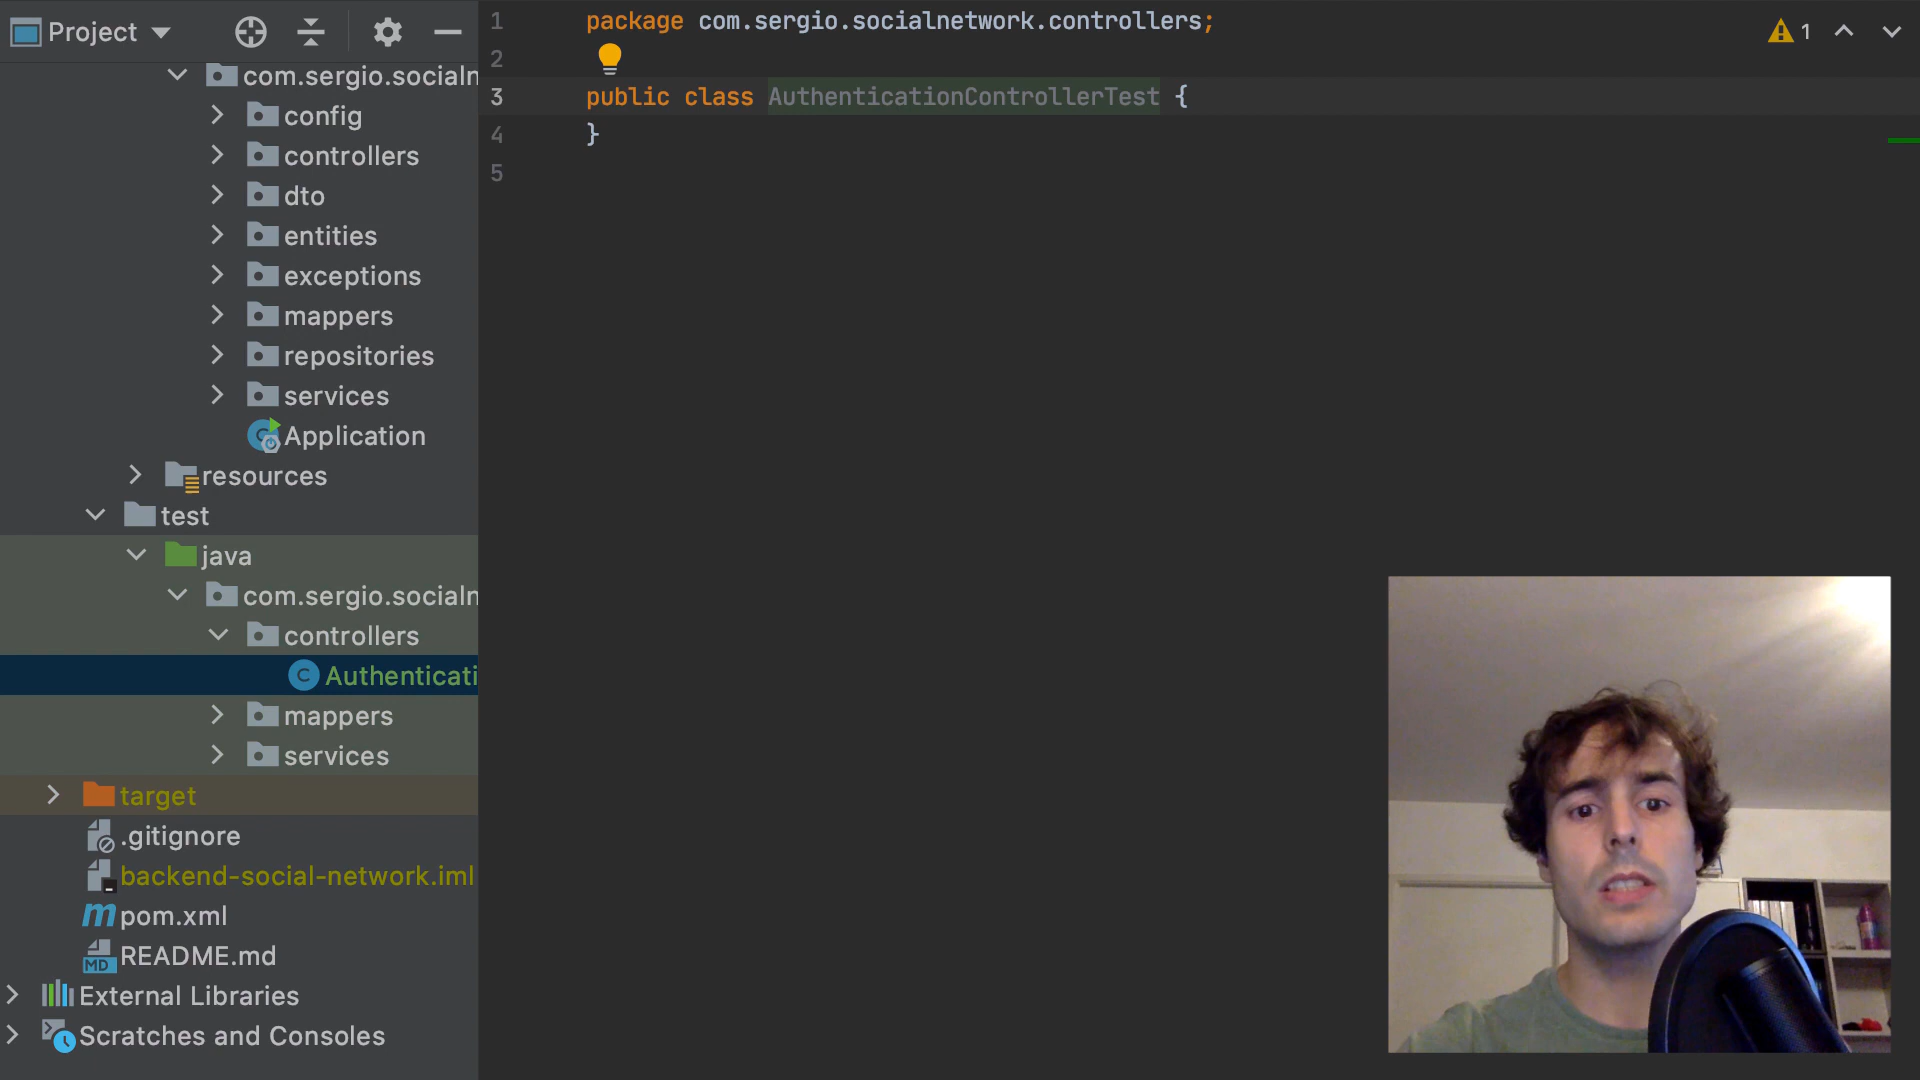 Project
com.sergio.socialn
config
controllers
dto
entities
exceptions
mappers
repositories
services
Application
resources
test
java
com.sergio.socialn
controllers
Authenticati
mappers
services
target
.gitignore
backend-social-network.iml
pom.xml
README.md
External Libraries
Scratches and Consoles
1 package com.sergio.socialnetwork.controllers;
2
3 public class AuthenticationControllerTest {
4 }
5
1